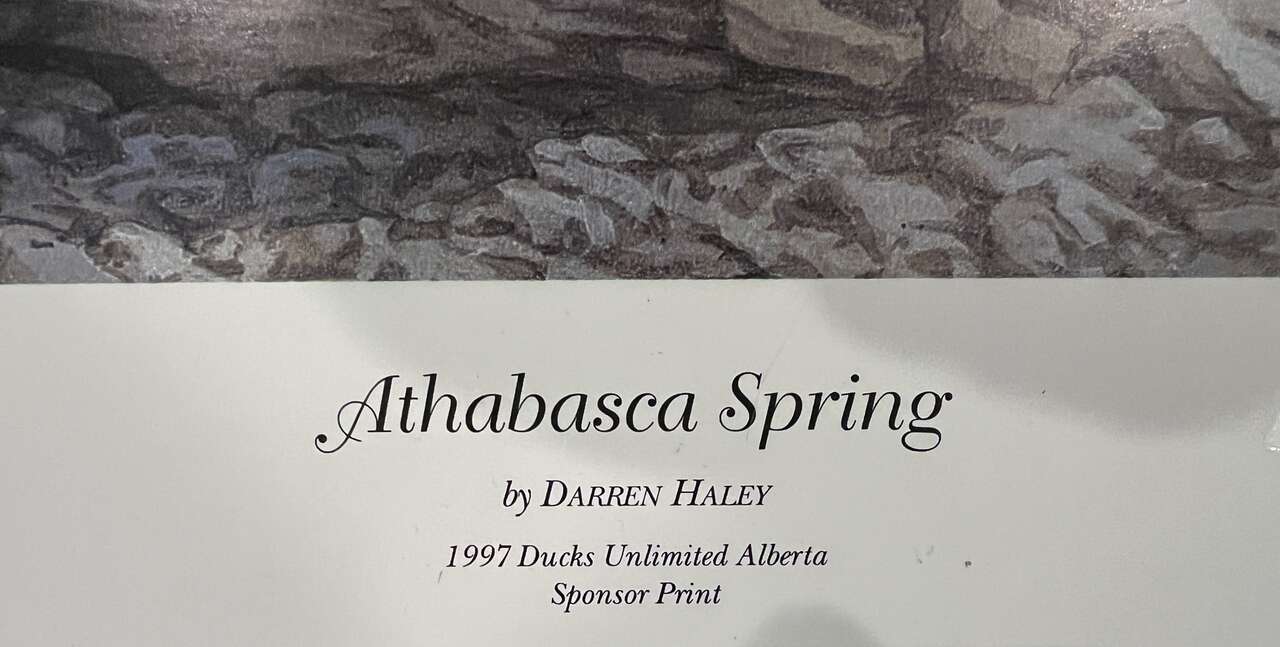 Athabasca Spring
by DARREN HALEY
1997 Ducks Unlimited Alberta
Sponsor Print